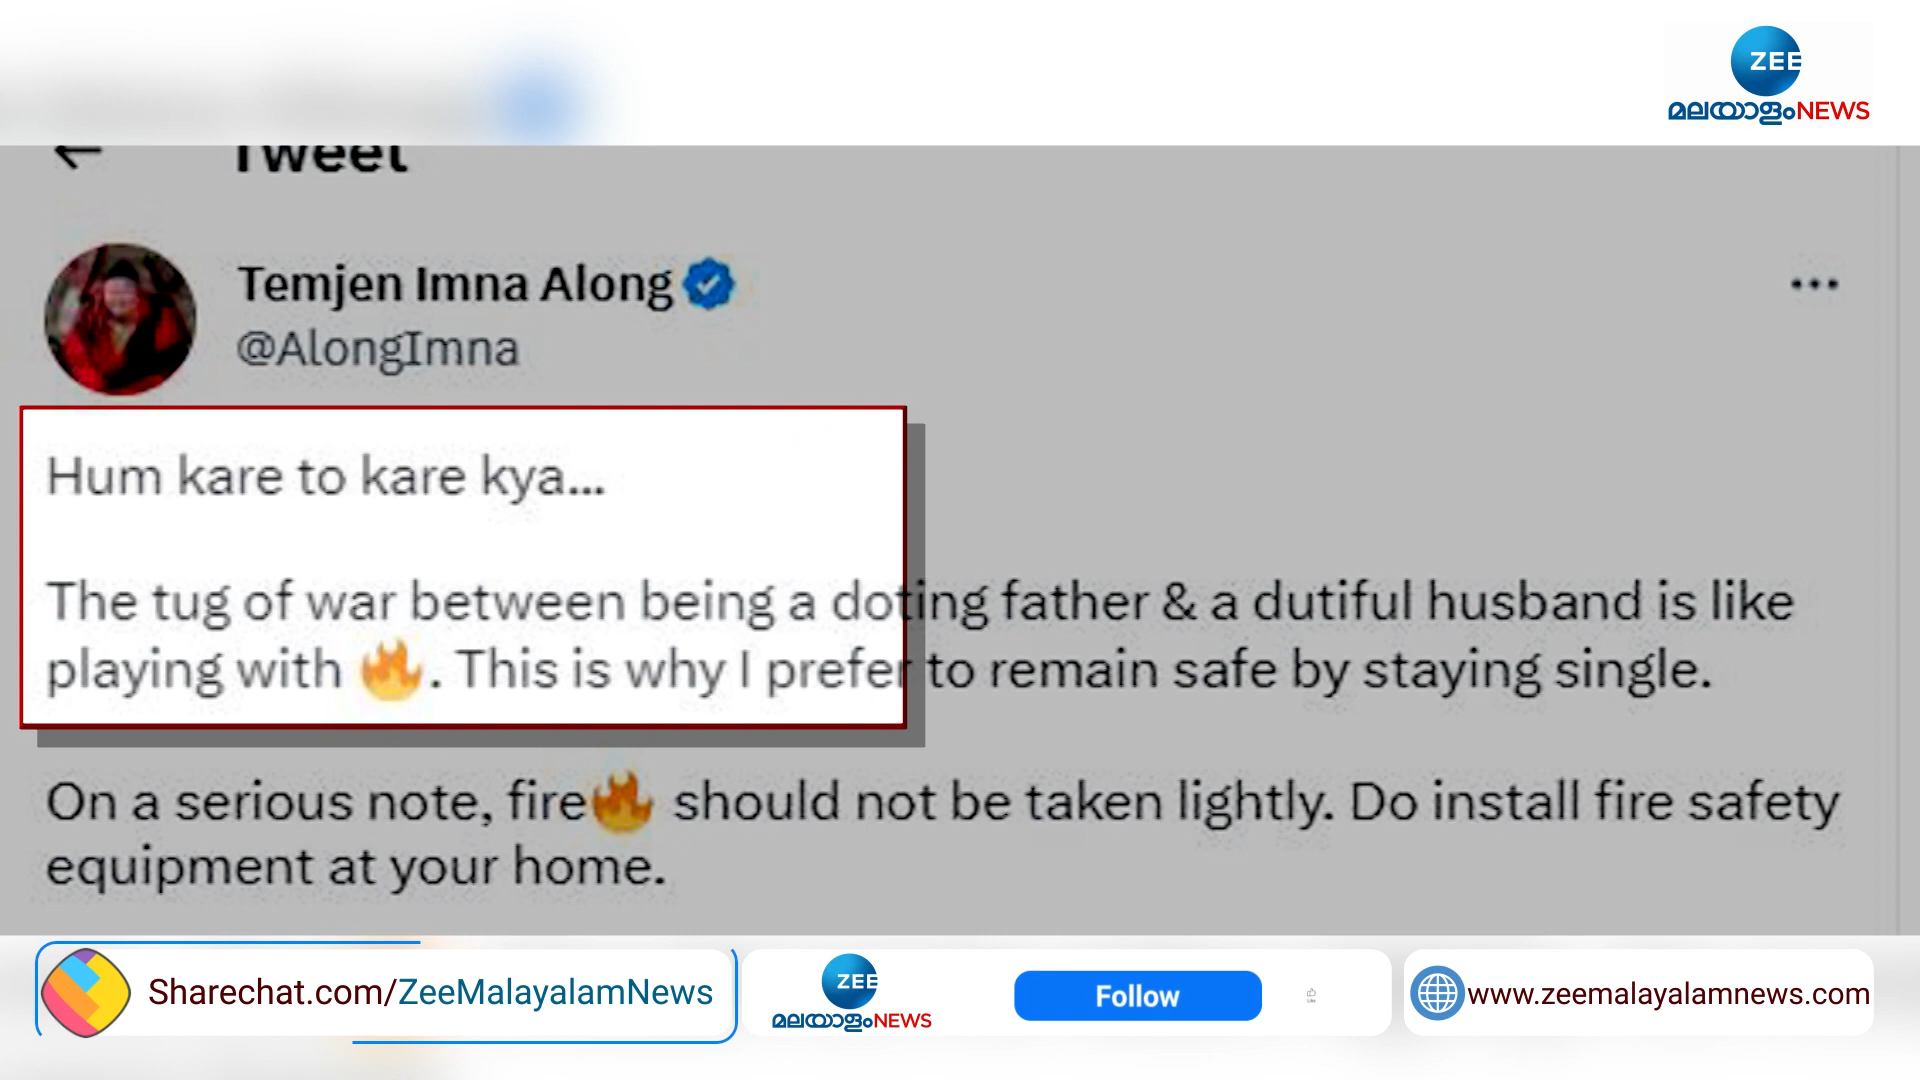 ZEE
മലയാളംNEWS
Tweet
Temjen Imna Along
@AlongImna
Hum kare to kare kya...
The tug of war between being a doting father & a dutiful husband is like
playing with 🔥. This is why I prefer to remain safe by staying single.
On a serious note, fire🔥 should not be taken lightly. Do install fire safety
equipment at your home.
Sharechat.com/ZeeMalayalamNews
ZEE
മലയാളംNEWS
Follow
www.zeemalayalamnews.com